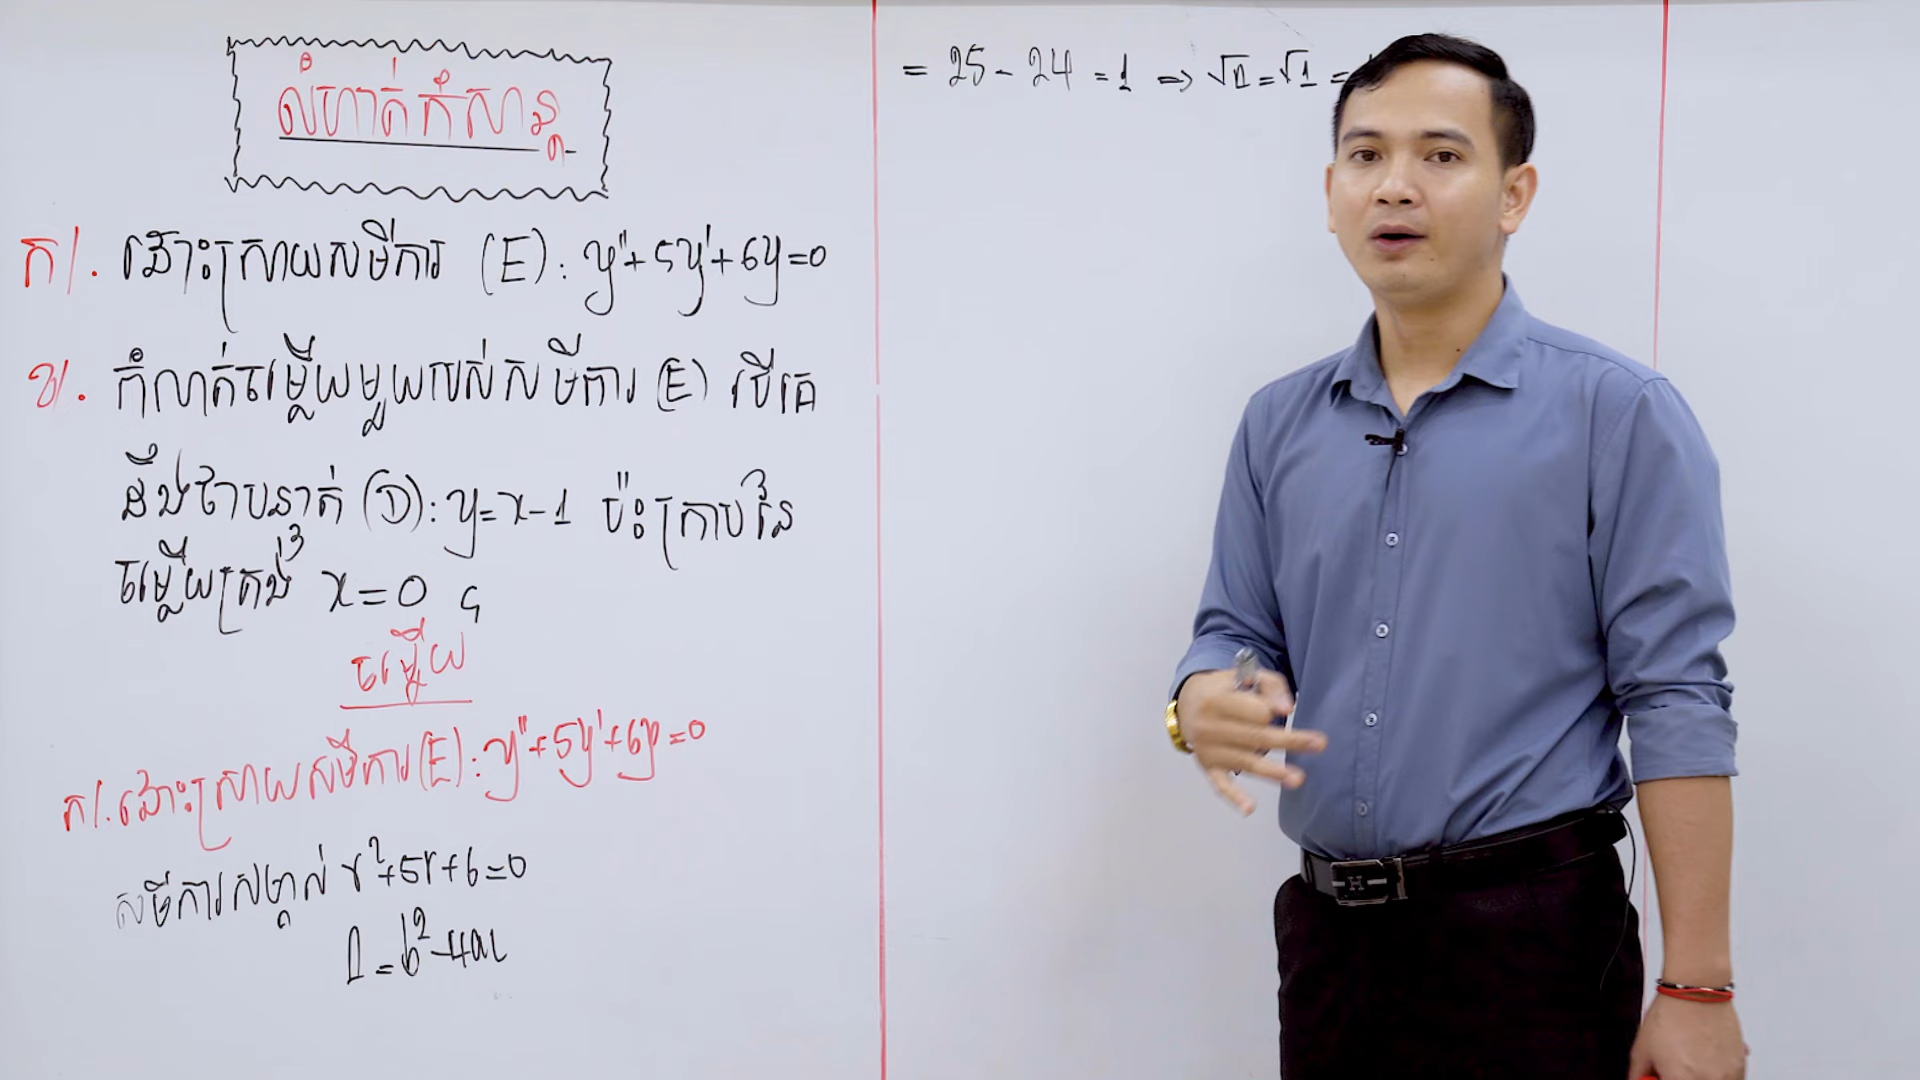 លំហាត់កំសាន្ត
ក/. ដោះស្រាយសមីការ (E): y''+5y'+6y=0
ខ/. កំណត់ចម្លើយមួយរបស់សមីការ (E) បើគេ
ដឹងថាបន្ទាត់ (D): y=x-1 ប៉ះក្រាបនៃ
ចម្លើយត្រង់ x=0 ។
ចម្លើយ
ក/. ដោះស្រាយសមីការ (E): y''+5y'+6y=0
សមីការសម្គាល់ r²+5r+6=0
Δ=b²-4ac
= 25-24 =1 ⇒ √Δ=√1=